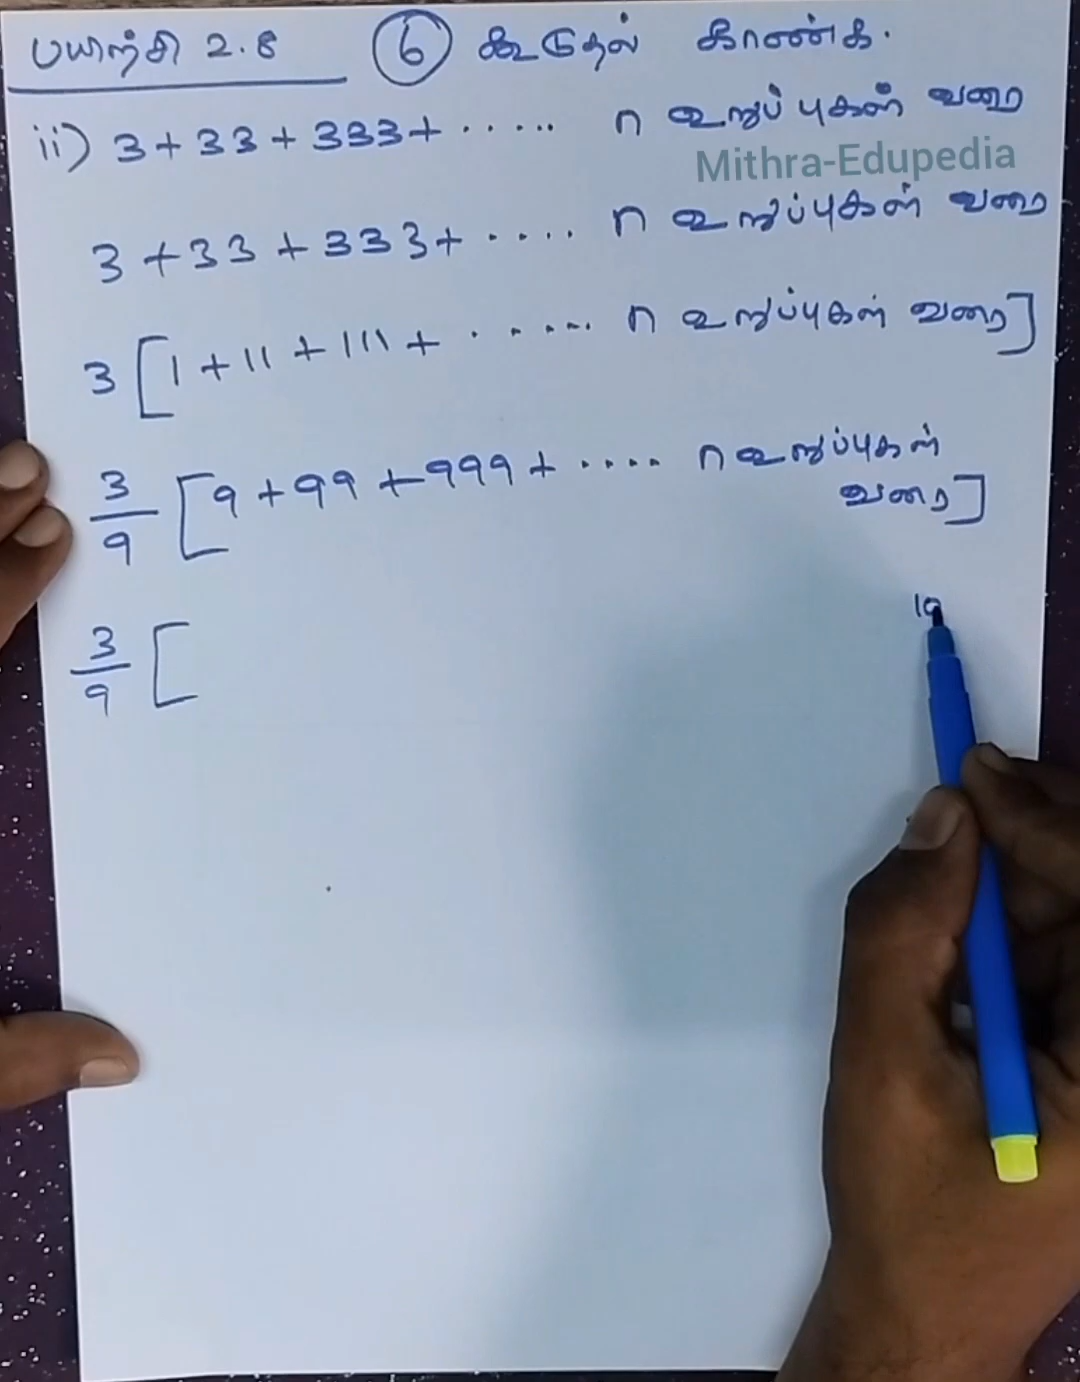 பயிற்சி 2.8 6 கூடுதல் காண்க.
ii) 3 + 33 + 333 + ..... n உறுப்புகள் வரை
Mithra-Edupedia
3 + 33 + 333 + .... n உறுப்புகள் வரை
3 [1 + 11 + 111 + ..... n உறுப்புகள் வரை]
3/9 [9 + 99 + 999 + .... n உறுப்புகள்
வரை]
3/9 [
10